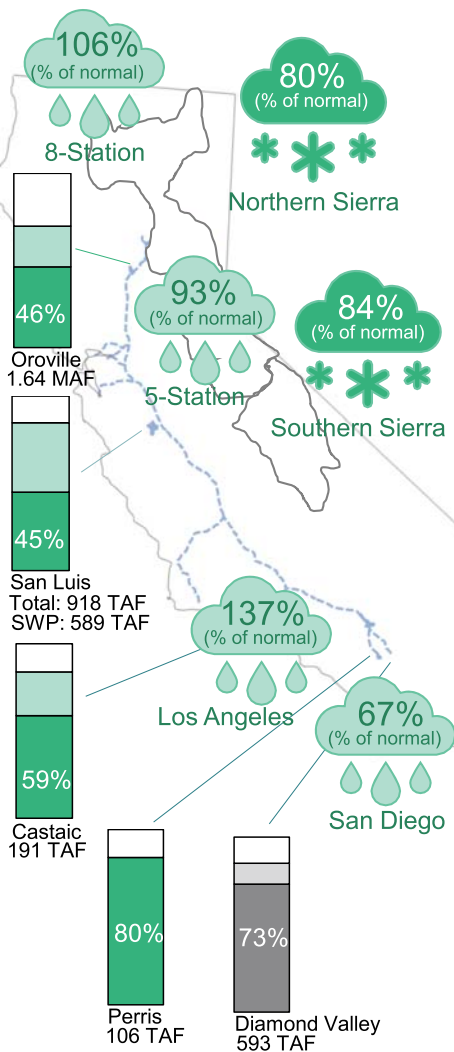 106%
(% of normal)
8-Station
80%
(% of normal)
Northern Sierra
46%
Oroville
1.64 MAF
93%
(% of normal)
5-Station
84%
(% of normal)
Southern Sierra
45%
San Luis
Total: 918 TAF
SWP: 589 TAF
137%
(% of normal)
Los Angeles
67%
(% of normal)
San Diego
59%
Castaic
191 TAF
80%
Perris
106 TAF
73%
Diamond Valley
593 TAF